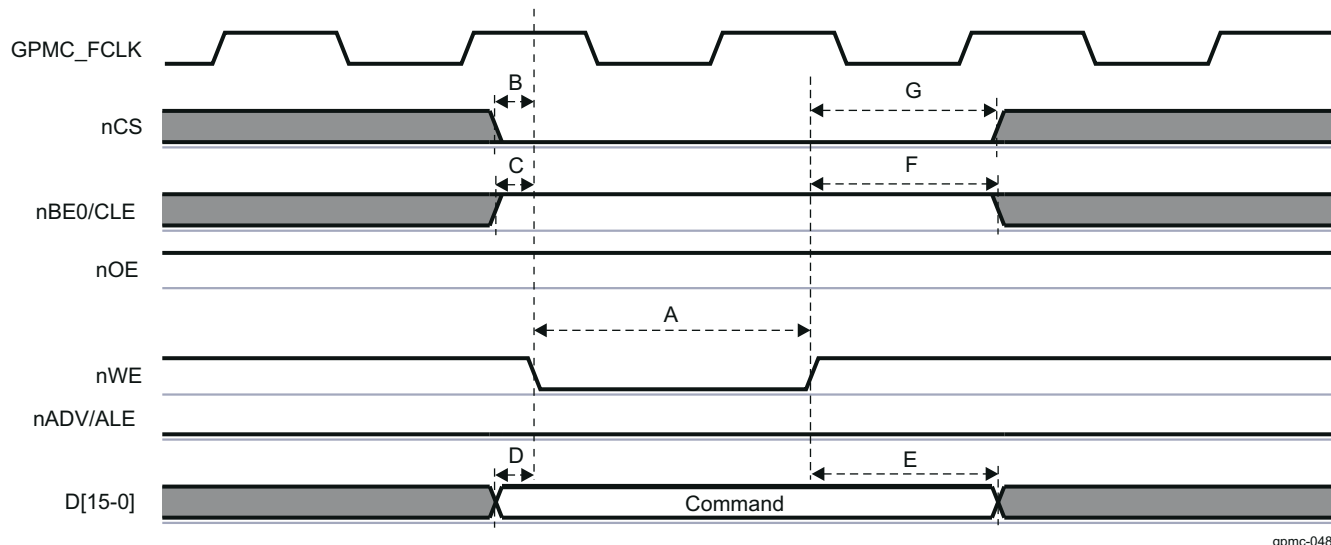 GPMC_FCLK
B
G
nCS
C
F
nBE0/CLE
nOE
A
nWE
nADV/ALE
D
E
D[15-0]
Command
gpmc-048